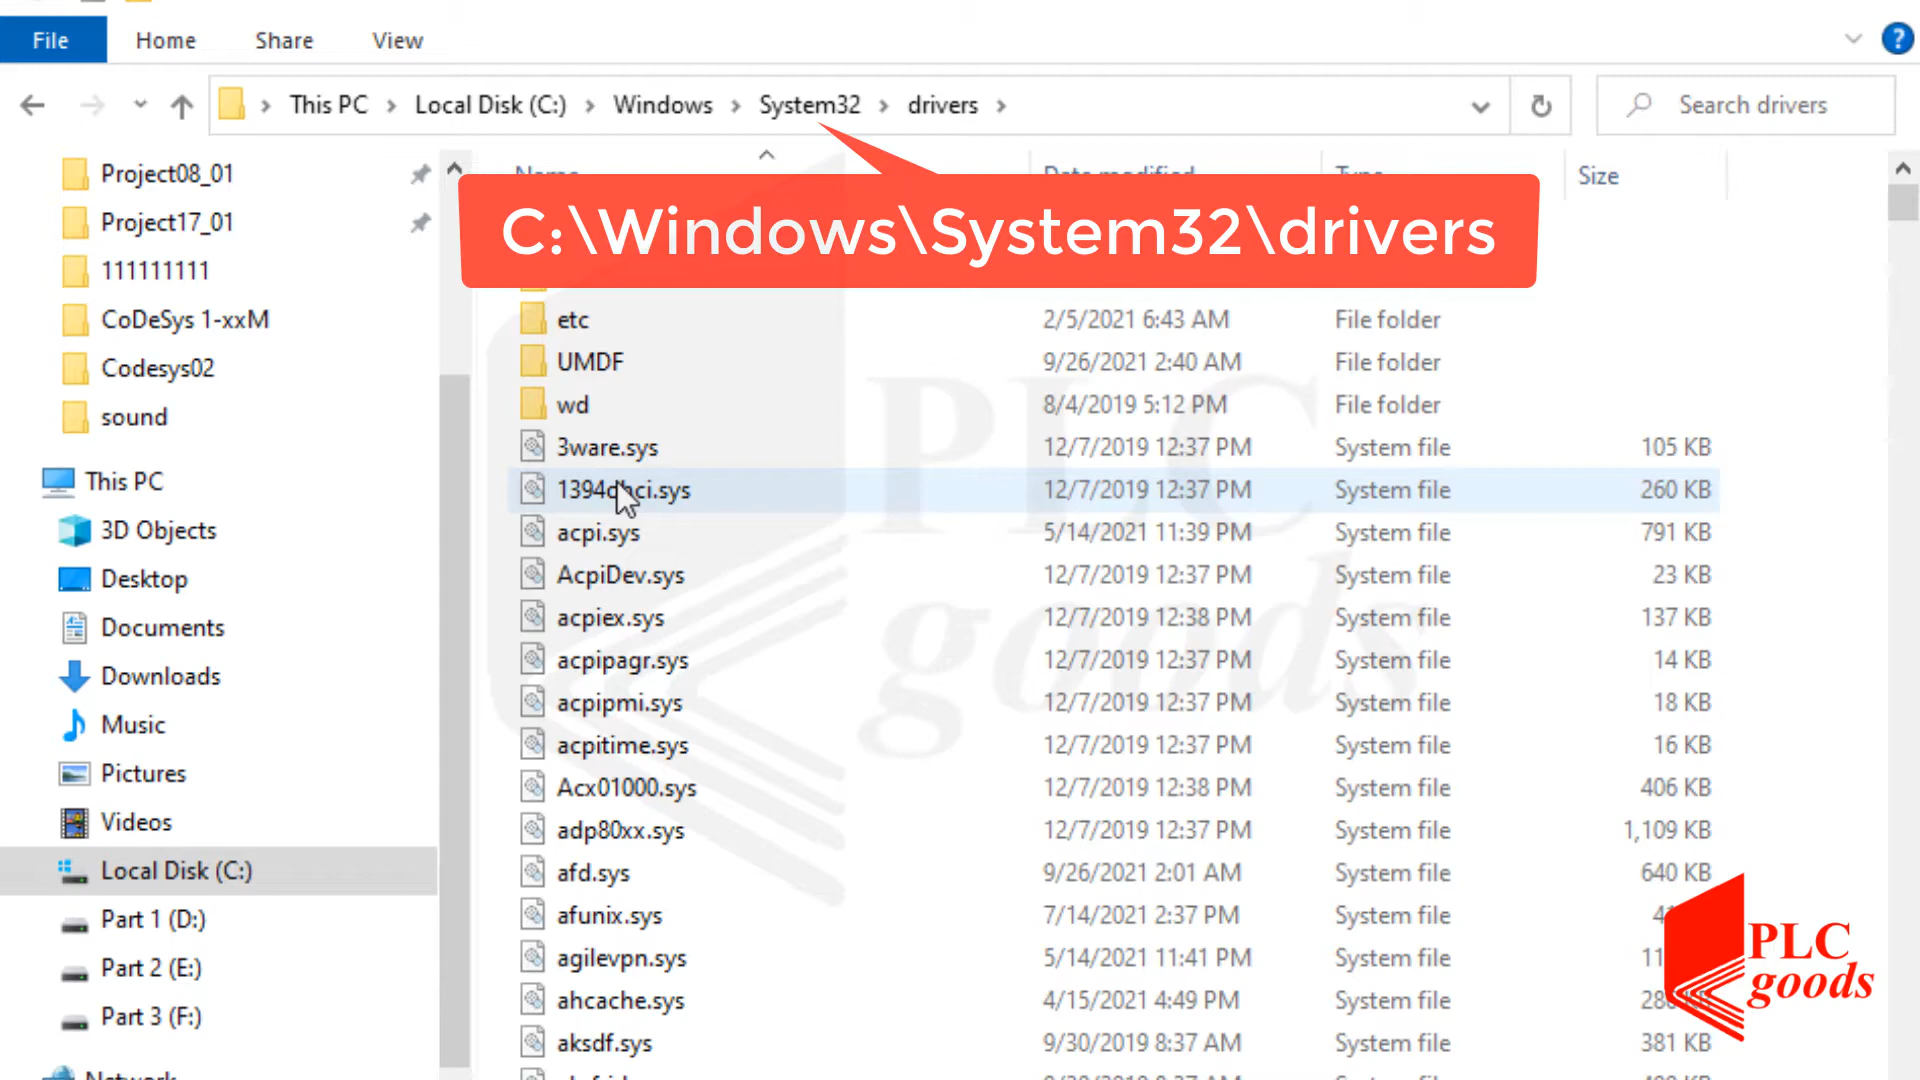 File Home Share View
This PC Local Disk (C:) Windows System32 drivers Search drivers
Name Date modified Type Size
C:\Windows\System32\drivers
Project08_01
Project17_01
111111111
CoDeSys 1-xxM
Codesys02
sound
This PC
3D Objects
Desktop
Documents
Downloads
Music
Pictures
Videos
Local Disk (C:)
Part 1 (D:)
Part 2 (E:)
Part 3 (F:)
Network
etc 2/5/2021 6:43 AM File folder
UMDF 9/26/2021 2:40 AM File folder
wd 8/4/2019 5:12 PM File folder
3ware.sys 12/7/2019 12:37 PM System file 105 KB
1394ohci.sys 12/7/2019 12:37 PM System file 260 KB
acpi.sys 5/14/2021 11:39 PM System file 791 KB
AcpiDev.sys 12/7/2019 12:37 PM System file 23 KB
acpiex.sys 12/7/2019 12:38 PM System file 137 KB
acpipagr.sys 12/7/2019 12:37 PM System file 14 KB
acpipmi.sys 12/7/2019 12:37 PM System file 18 KB
acpitime.sys 12/7/2019 12:37 PM System file 16 KB
Acx01000.sys 12/7/2019 12:38 PM System file 406 KB
adp80xx.sys 12/7/2019 12:37 PM System file 1,109 KB
afd.sys 9/26/2021 2:01 AM System file 640 KB
afunix.sys 7/14/2021 2:37 PM System file
agilevpn.sys 5/14/2021 11:41 PM System file
ahcache.sys 4/15/2021 4:49 PM System file
aksdf.sys 9/30/2019 8:37 AM System file 381 KB
PLC
goods
PLC
goods